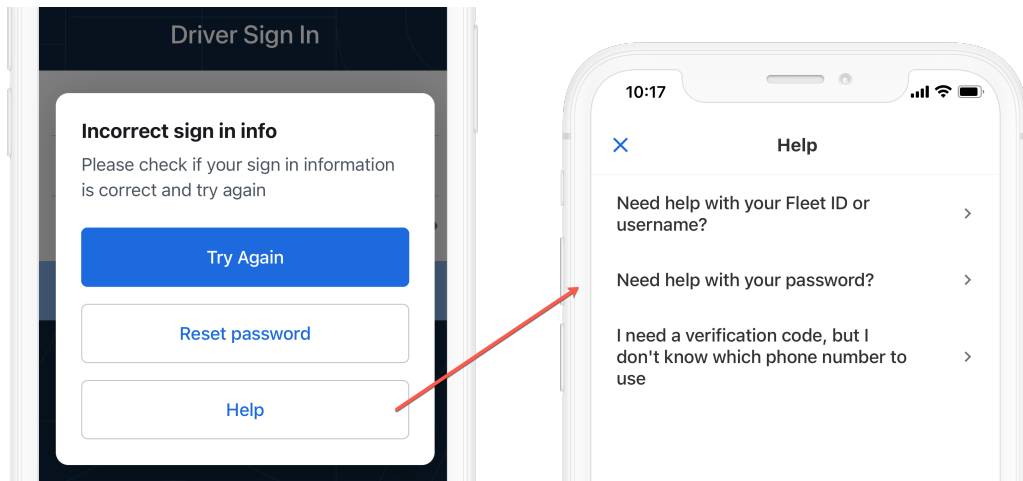 Driver Sign In
Incorrect sign in info
Please check if your sign in information
is correct and try again
Try Again
Reset password
Help
10:17
Help
Need help with your Fleet ID or
username?
Need help with your password?
I need a verification code, but I
don't know which phone number to
use